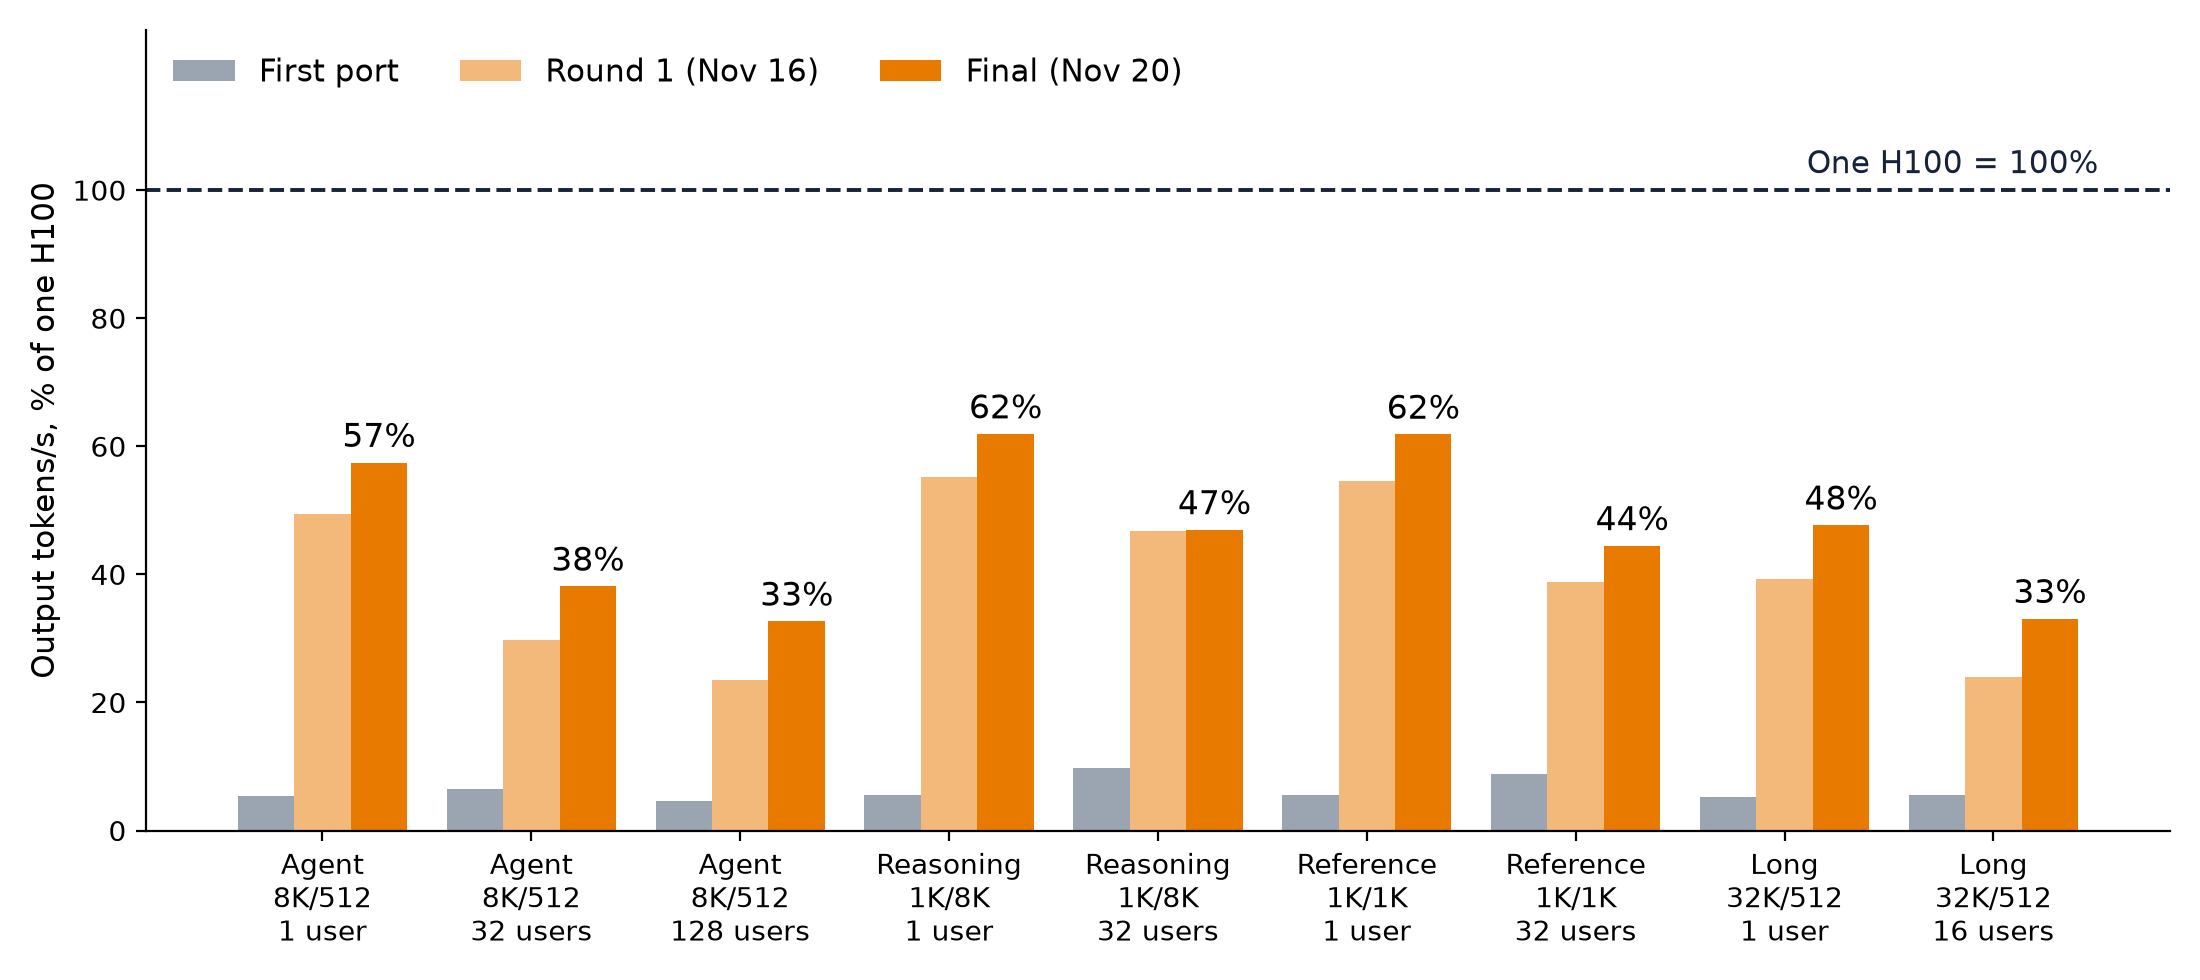 First port
Round 1 (Nov 16)
Final (Nov 20)
One H100 = 100%
Output tokens/s, % of one H100
100
80
60
40
20
0
57%
38%
33%
62%
47%
62%
44%
48%
33%
Agent
8K/512
1 user
Agent
8K/512
32 users
Agent
8K/512
128 users
Reasoning
1K/8K
1 user
Reasoning
1K/8K
32 users
Reference
1K/1K
1 user
Reference
1K/1K
32 users
Long
32K/512
1 user
Long
32K/512
16 users